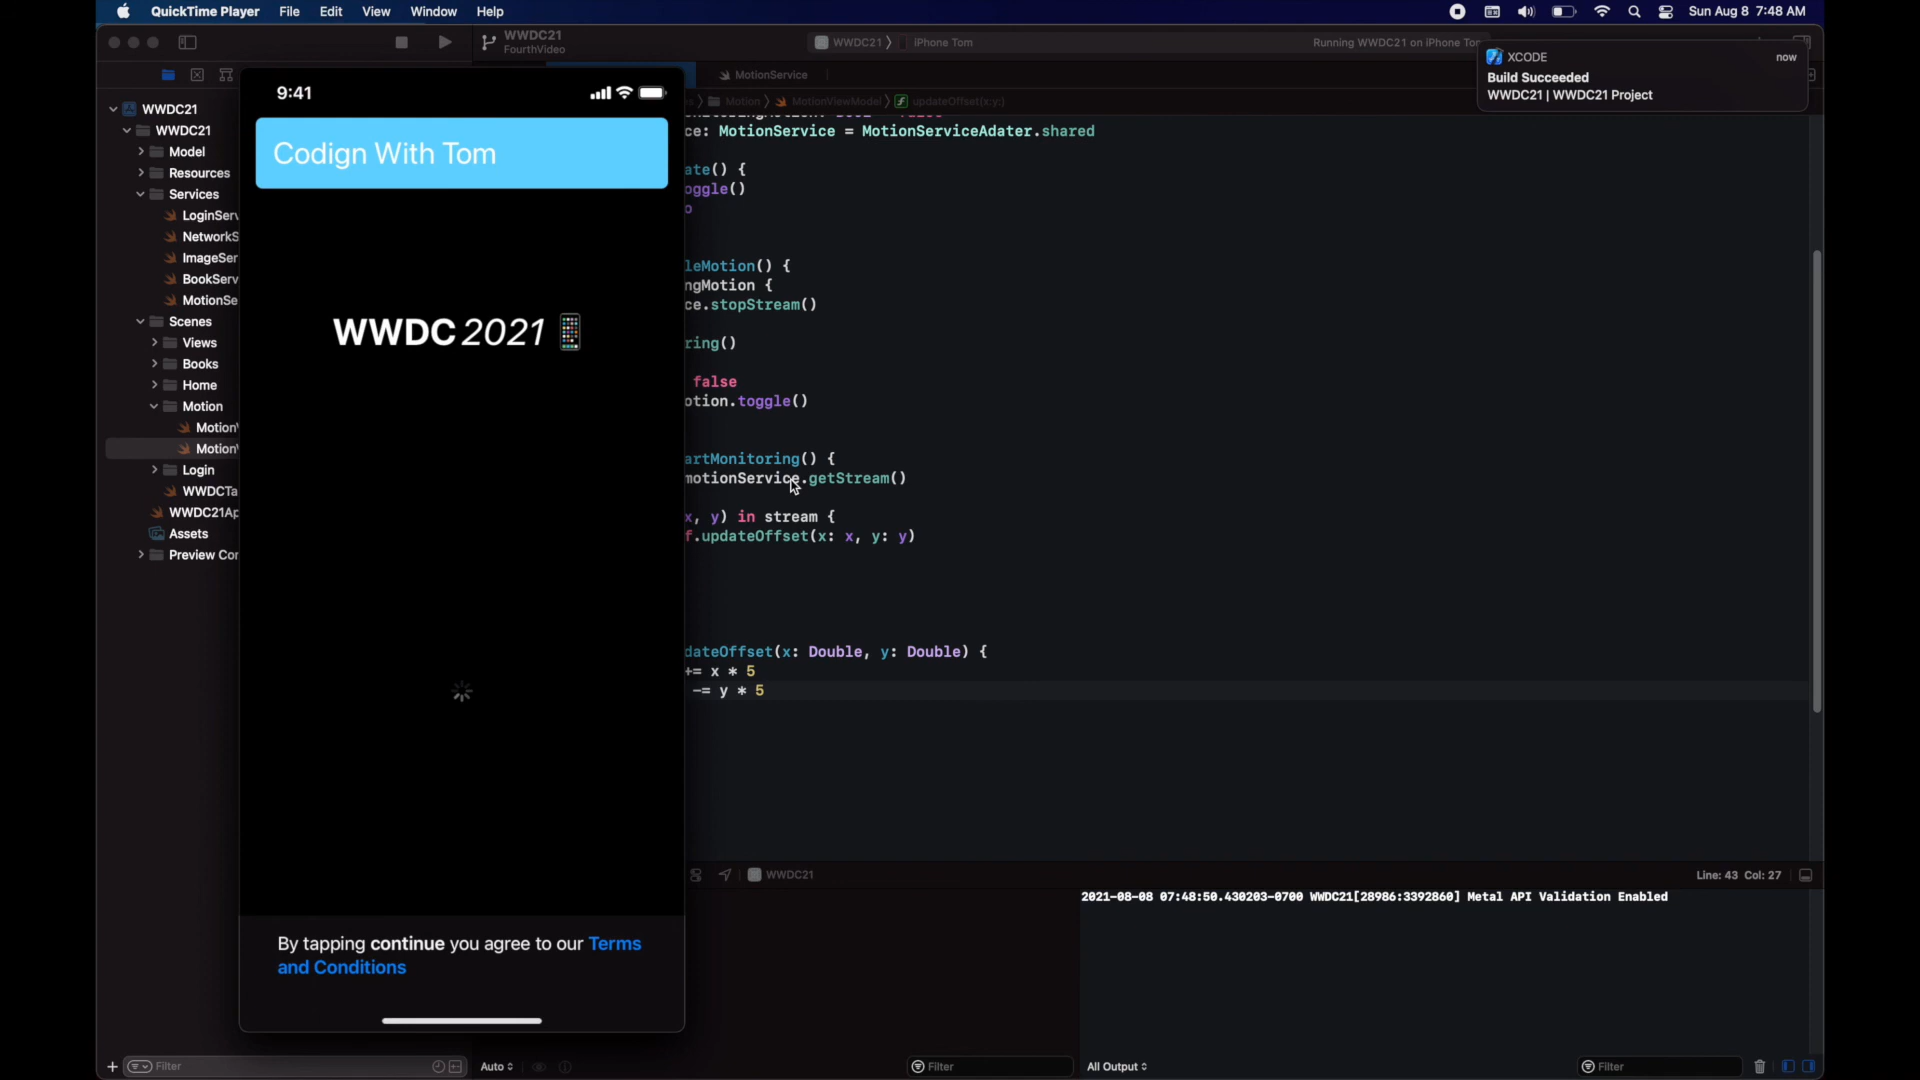 QuickTime Player File Edit View Window Help
Sun Aug 8 7:48 AM
WWDC21
FourthVideo
WWDC21 iPhone Tom
Running WWDC21 on iPhone Tom
XCODE now
Build Succeeded
WWDC21 | WWDC21 Project
MotionService
Motion MotionViewModel updateOffset(x:y:)
WWDC21
WWDC21
Model
Resources
Services
LoginServ
NetworkS
ImageSer
BookServ
MotionSe
Scenes
Views
Books
Home
Motion
MotionV
MotionV
Login
WWDCTa
WWDC21Ap
Assets
Preview Con
9:41
Codign With Tom
WWDC 2021
By tapping continue you agree to our Terms
and Conditions
ce: MotionService = MotionServiceAdater.shared
ate() {
oggle()
o
leMotion() {
ngMotion {
ce.stopStream()
ring()
false
otion.toggle()
artMonitoring() {
motionService.getStream()
x, y) in stream {
f.updateOffset(x: x, y: y)
dateOffset(x: Double, y: Double) {
+= x * 5
-= y * 5
WWDC21
Line: 43 Col: 27
2021-08-08 07:48:50.430203-0700 WWDC21[28986:3392860] Metal API Validation Enabled
Filter
Auto
Filter
All Output
Filter